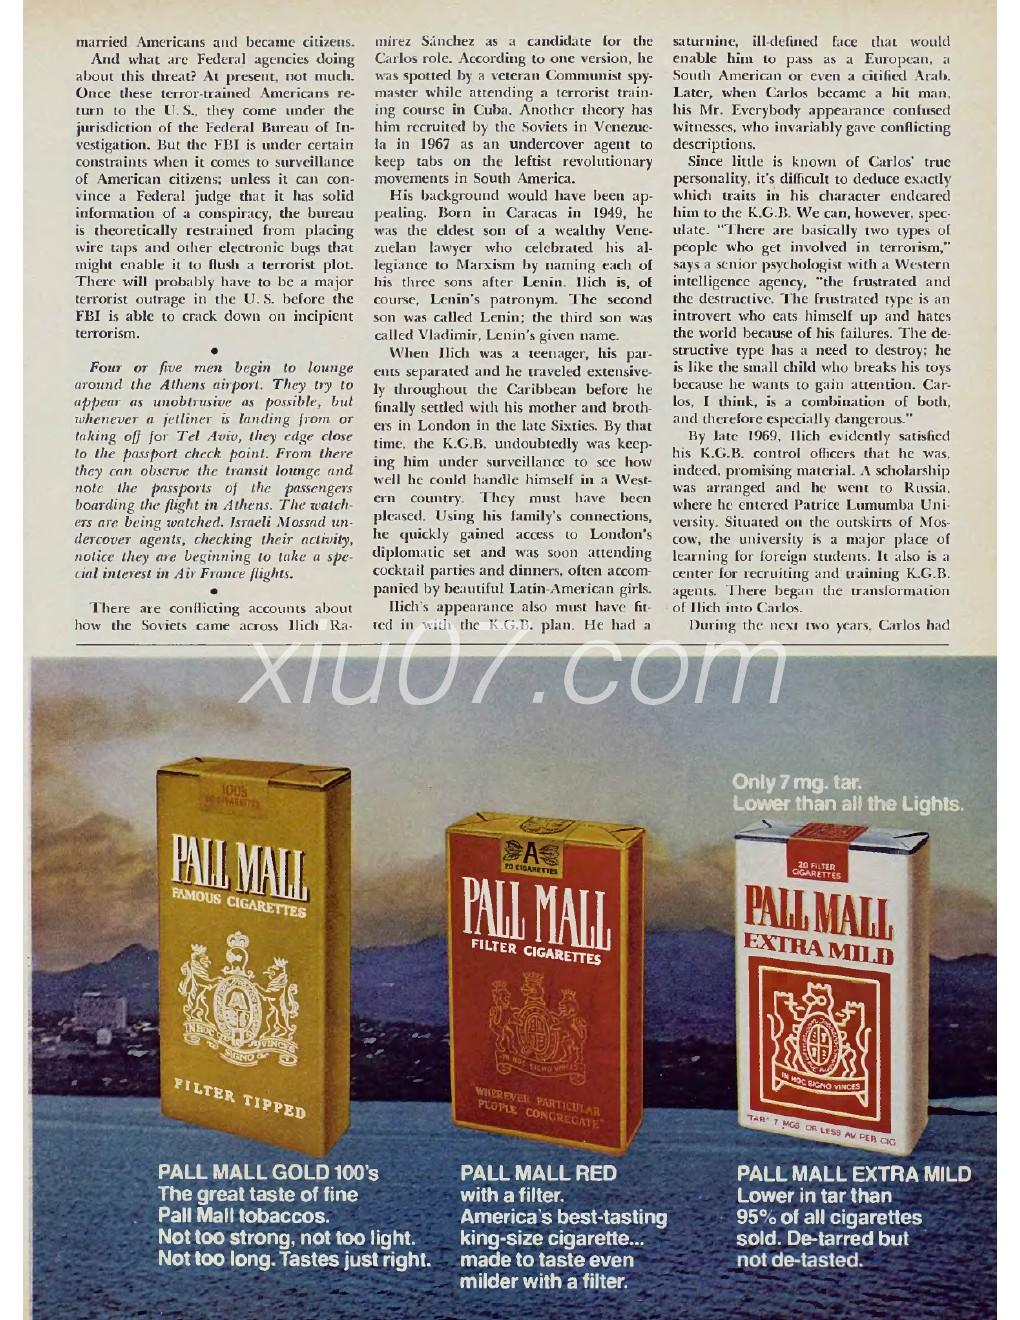 married Americans and became citizens.
And what are Federal agencies doing
about this threat? At present, not much.
Once these terror-trained Americans re-
turn to the U. S., they come under the
jurisdiction of the Federal Bureau of In-
vestigation. But the FBI is under certain
constraints when it comes to surveillance
of American citizens; unless it can con-
vince a Federal judge that it has solid
information of a conspiracy, the bureau
is theoretically restrained from placing
wire taps and other electronic bugs that
might enable it to flush a terrorist plot.
There will probably have to be a major
terrorist outrage in the U. S. before the
FBI is able to crack down on incipient
terrorism.
•
Four or five men begin to lounge
around the Athens airport. They try to
appear as unobtrusive as possible, but
whenever a jetliner is landing from or
taking off for Tel Aviv, they edge close
to the passport check point. From there
they can observe the transit lounge and
note the passports of the passengers
boarding the flight in Athens. The watch-
ers are being watched. Israeli Mossad un-
dercover agents, checking their activity,
notice they are beginning to take a spe-
cial interest in Air France flights.
•
There are conflicting accounts about
how the Soviets came across Ilich Ra-
mírez Sánchez as a candidate for the
Carlos role. According to one version, he
was spotted by a veteran Communist spy-
master while attending a terrorist train-
ing course in Cuba. Another theory has
him recruited by the Soviets in Venezue-
la in 1967 as an undercover agent to
keep tabs on the leftist revolutionary
movements in South America.
His background would have been ap-
pealing. Born in Caracas in 1949, he
was the eldest son of a wealthy Vene-
zuelan lawyer who celebrated his al-
legiance to Marxism by naming each of
his three sons after Lenin. Ilich is, of
course, Lenin's patronym. The second
son was called Lenin; the third son was
called Vladimir, Lenin's given name.
When Ilich was a teenager, his par-
ents separated and he traveled extensive-
ly throughout the Caribbean before he
finally settled with his mother and broth-
ers in London in the late Sixties. By that
time, the K.G.B. undoubtedly was keep-
ing him under surveillance to see how
well he could handle himself in a West-
ern country. They must have been
pleased. Using his family's connections,
he quickly gained access to London's
diplomatic set and was soon attending
cocktail parties and dinners, often accom-
panied by beautiful Latin-American girls.
Ilich's appearance also must have fit-
ted in with the K.G.B. plan. He had a
saturnine, ill-defined face that would
enable him to pass as a European, a
South American or even a citified Arab.
Later, when Carlos became a hit man,
his Mr. Everybody appearance confused
witnesses, who invariably gave conflicting
descriptions.
Since little is known of Carlos' true
personality, it's difficult to deduce exactly
which traits in his character endeared
him to the K.G.B. We can, however, spec-
ulate. "There are basically two types of
people who get involved in terrorism,"
says a senior psychologist with a Western
intelligence agency, "the frustrated and
the destructive. The frustrated type is an
introvert who eats himself up and hates
the world because of his failures. The de-
structive type has a need to destroy; he
is like the small child who breaks his toys
because he wants to gain attention. Car-
los, I think, is a combination of both,
and therefore especially dangerous."
By late 1969, Ilich evidently satisfied
his K.G.B. control officers that he was,
indeed, promising material. A scholarship
was arranged and he went to Russia,
where he entered Patrice Lumumba Uni-
versity. Situated on the outskirts of Mos-
cow, the university is a major place of
learning for foreign students. It also is a
center for recruiting and training K.G.B.
agents. There began the transformation
of Ilich into Carlos.
During the next two years, Carlos had
xiu07.com
Only 7 mg. tar.
Lower than all the Lights.
100's
20 CIGARETTES
PALL MALL
FAMOUS CIGARETTES
IN HOC SIGNO VINCES
FILTER TIPPED
A
20 CIGARETTES
PALL MALL
FILTER CIGARETTES
IN HOC SIGNO VINCES
WHEREVER PARTICULAR
PEOPLE CONGREGATE"
20 FILTER
CIGARETTES
PALL MALL
EXTRA MILD
IN HOC SIGNO VINCES
"TAR" 7 MGS. OR LESS AV. PER CIG
PALL MALL GOLD 100's
The great taste of fine
Pall Mall tobaccos.
Not too strong, not too light.
Not too long. Tastes just right.
PALL MALL RED
with a filter.
America's best-tasting
king-size cigarette...
made to taste even
milder with a filter.
PALL MALL EXTRA MILD
Lower in tar than
95% of all cigarettes
sold. De-tarred but
not de-tasted.